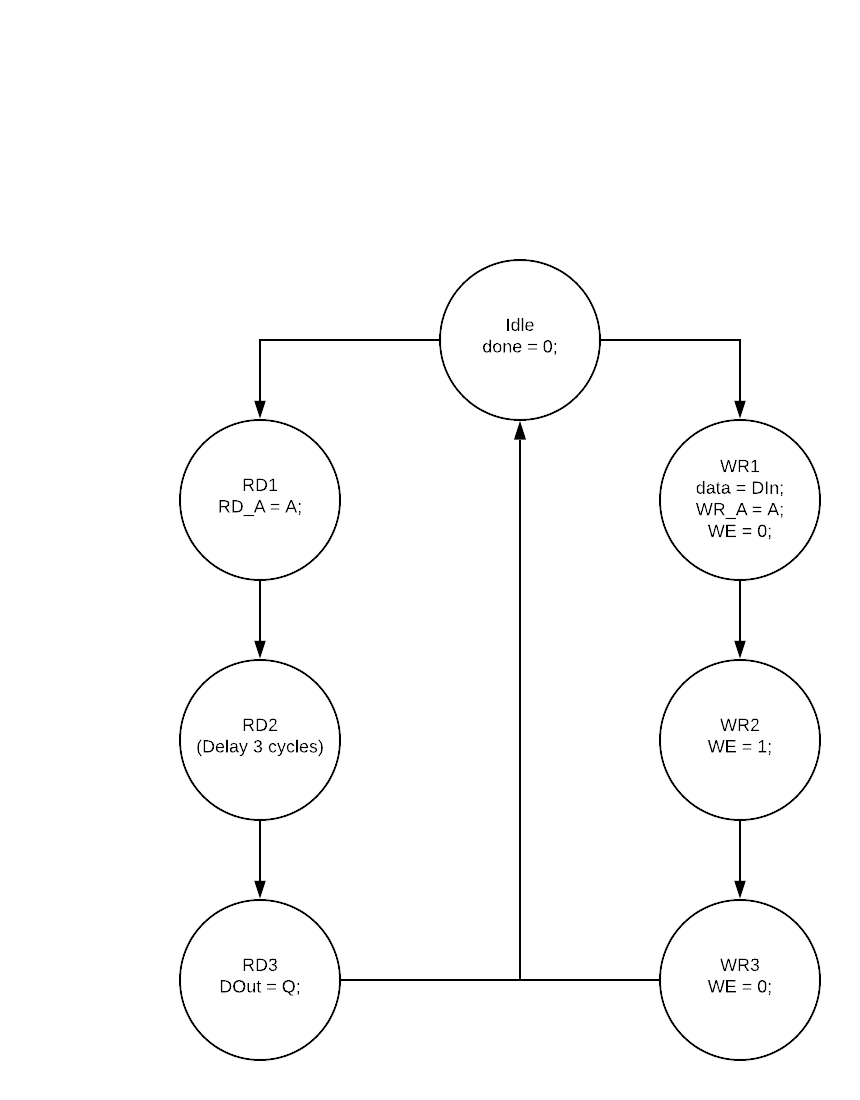 Idle
done = 0;
RD1
RD_A = A;
WR1
data = DIn;
WR_A = A;
WE = 0;
RD2
(Delay 3 cycles)
WR2
WE = 1;
RD3
DOut = Q;
WR3
WE = 0;